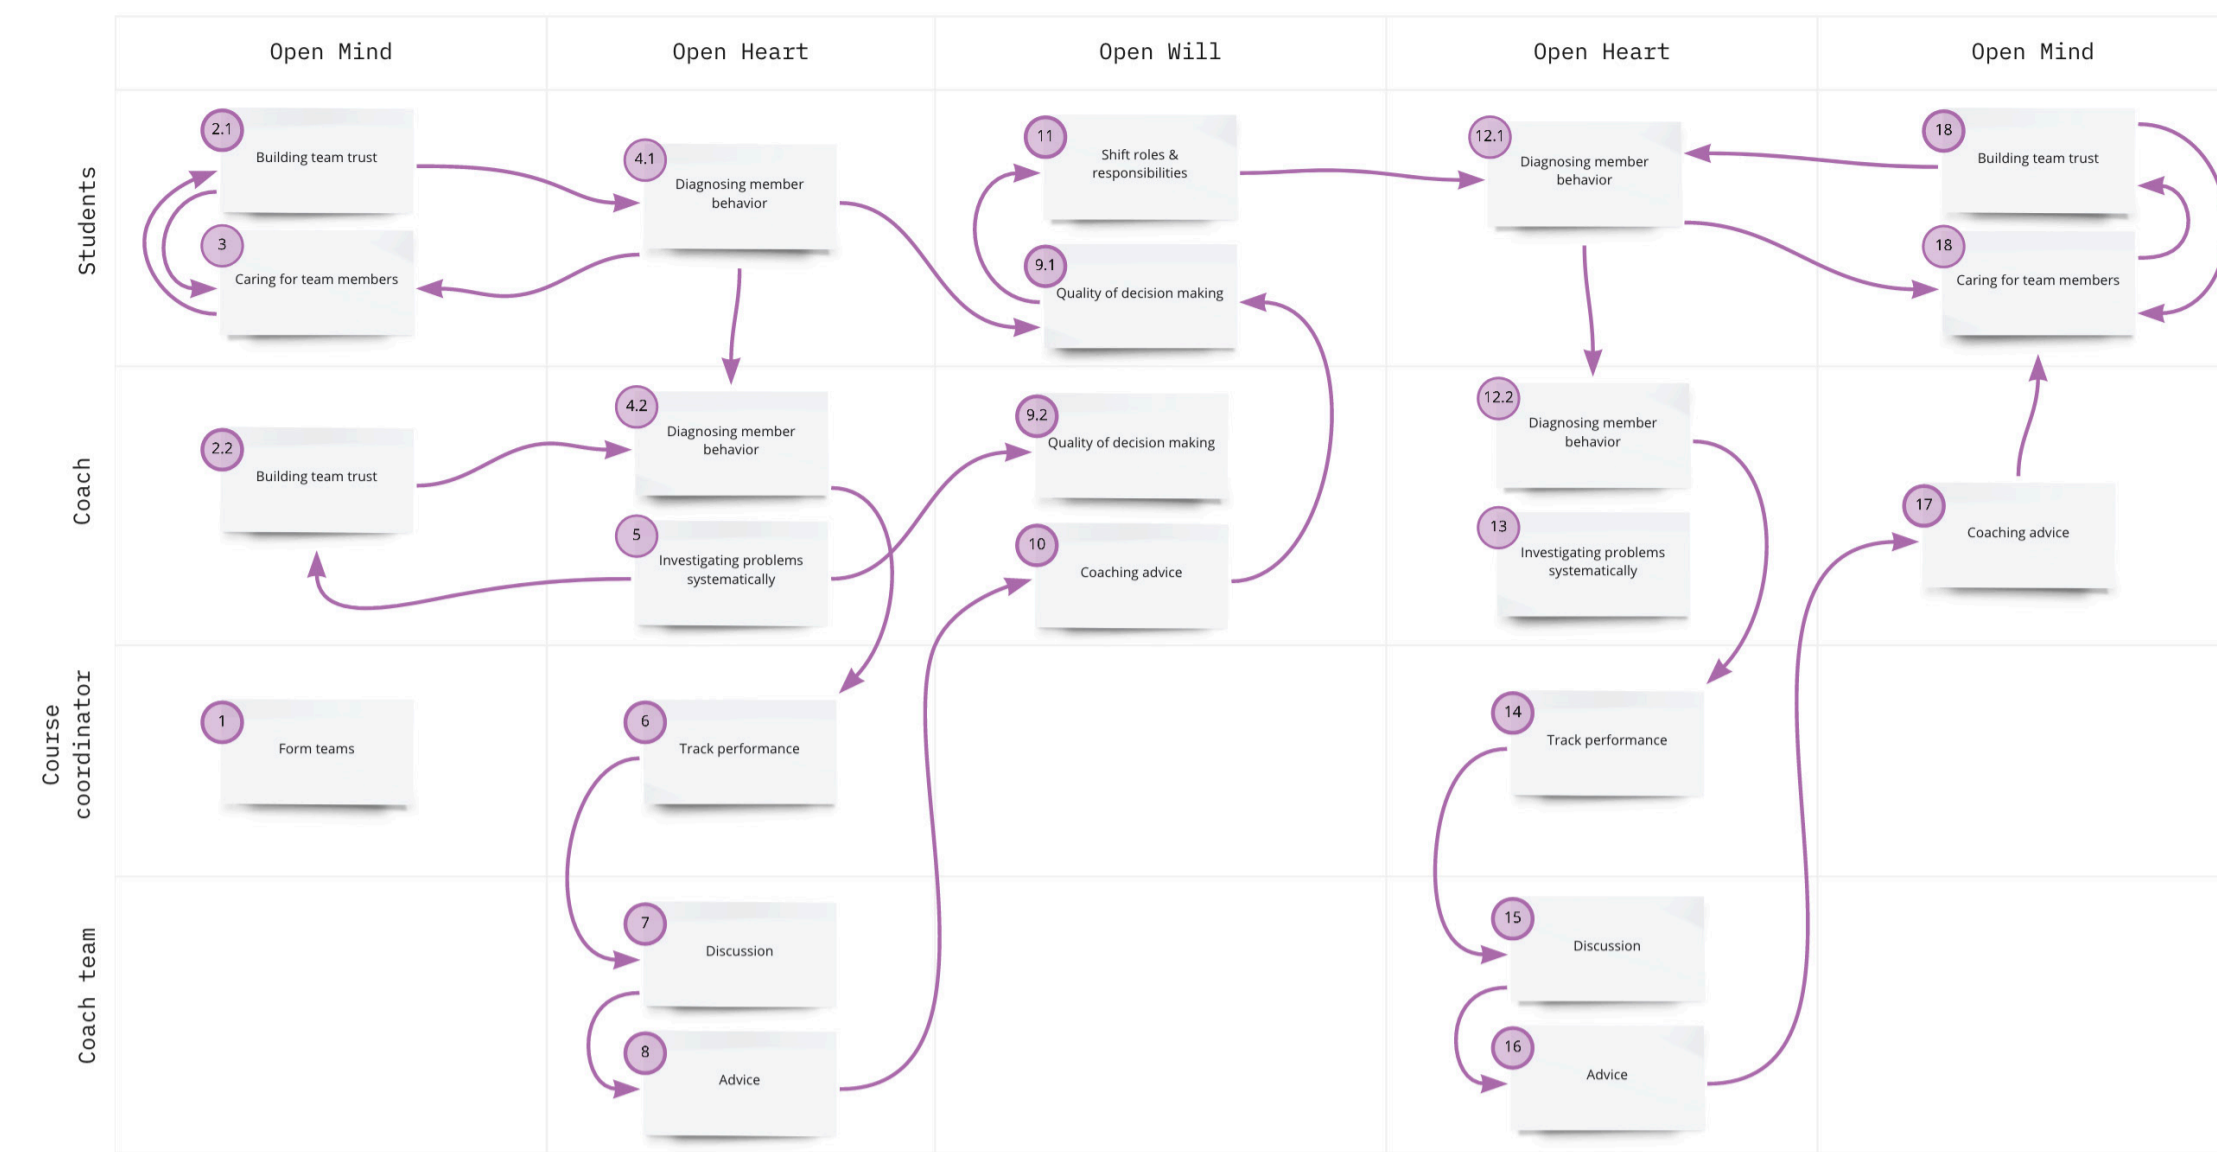 Open Mind
Open Heart
Open Will
Open Heart
Open Mind
Students
2.1
Building team trust
3
Caring for team members
4.1
Diagnosing member
behavior
11
Shift roles &
responsibilities
9.1
Quality of decision making
12.1
Diagnosing member
behavior
18
Building team trust
18
Caring for team members
Coach
2.2
Building team trust
4.2
Diagnosing member
behavior
5
Investigating problems
systematically
9.2
Quality of decision making
10
Coaching advice
12.2
Diagnosing member
behavior
13
Investigating problems
systematically
17
Coaching advice
Course
coordinator
1
Form teams
6
Track performance
14
Track performance
Coach team
7
Discussion
8
Advice
15
Discussion
16
Advice